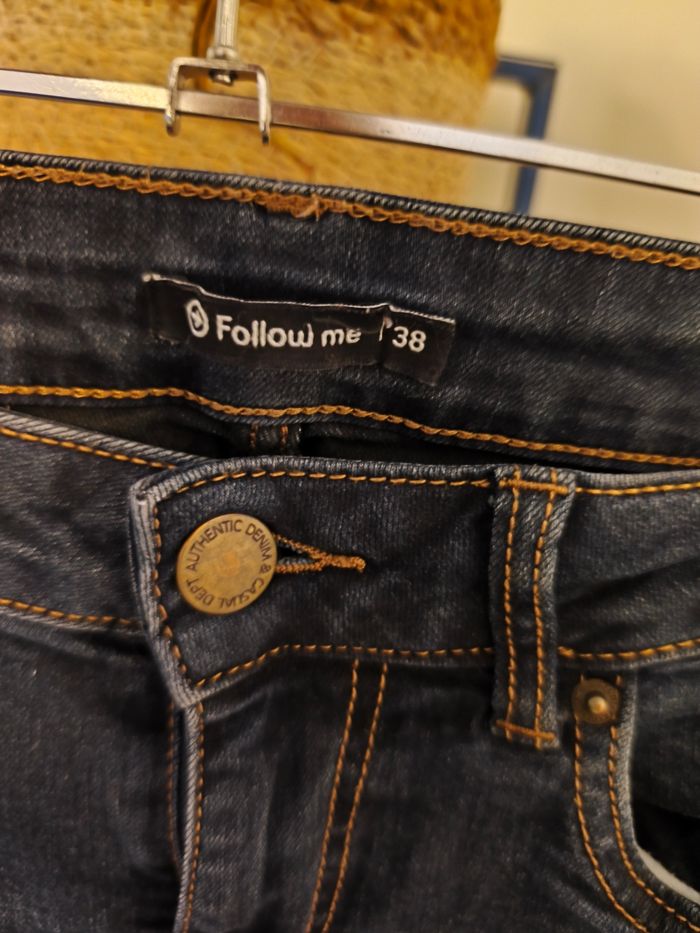 Follow me 38
AUTHENTIC DENIM & CASUAL DEPT